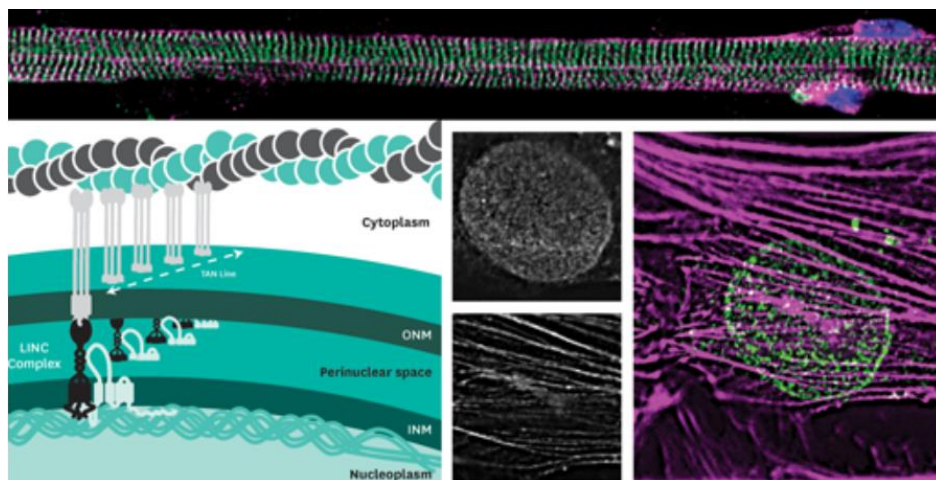 Cytoplasm
TAN Line
ONM
LINC
Complex
Perinuclear space
INM
Nucleoplasm